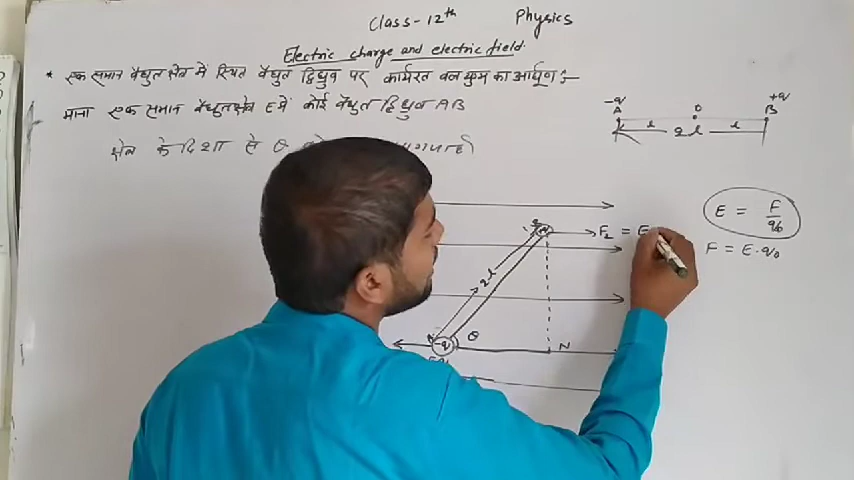 Class-12th Physics
Electric charge and electric field.
* एक समान वैद्युत क्षेत्र में स्थित वैद्युत द्विध्रुव पर कार्यरत बल युग्म का आघूर्ण :-
माना एक समान वैद्युत क्षेत्र E में कोई वैद्युत द्विध्रुव AB
क्षेत्र के दिशा से θ
-q +q
A O B
l 2l l
E = F/q₀
F = E·q₀
F₂ = E
2l
-q θ N